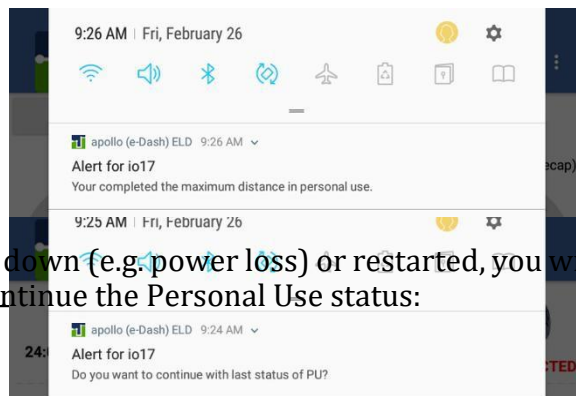 9:26 AM | Fri, February 26
apollo (e-Dash) ELD 9:26 AM
ecap)
Alert for io17
Your completed the maximum distance in personal use.
9:25 AM | Fri, February 26
down (e.g. power loss) or restarted, you
ntinue the Personal Use status:
apollo (e-Dash) ELD 9:24 AM
24:
Alert for io17
TED
Do you want to continue with last status of PU?